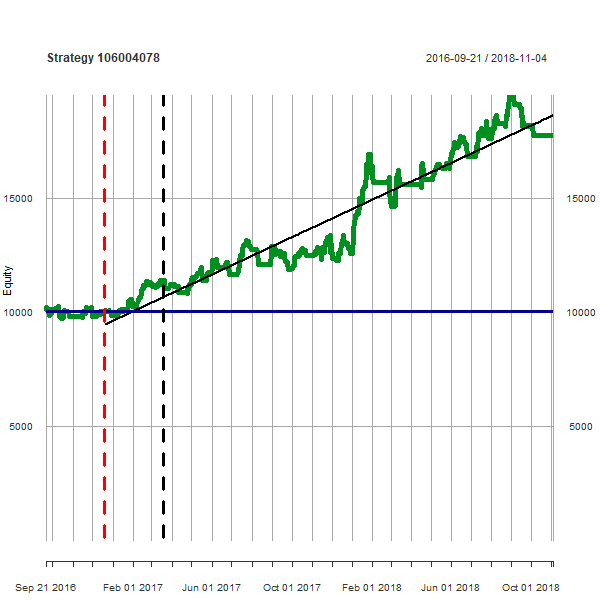 Strategy 106004078
2016-09-21 / 2018-11-04
Equity
15000
15000
10000
10000
5000
5000
Sep 21 2016
Feb 01 2017
Jun 01 2017
Oct 01 2017
Feb 01 2018
Jun 01 2018
Oct 01 2018